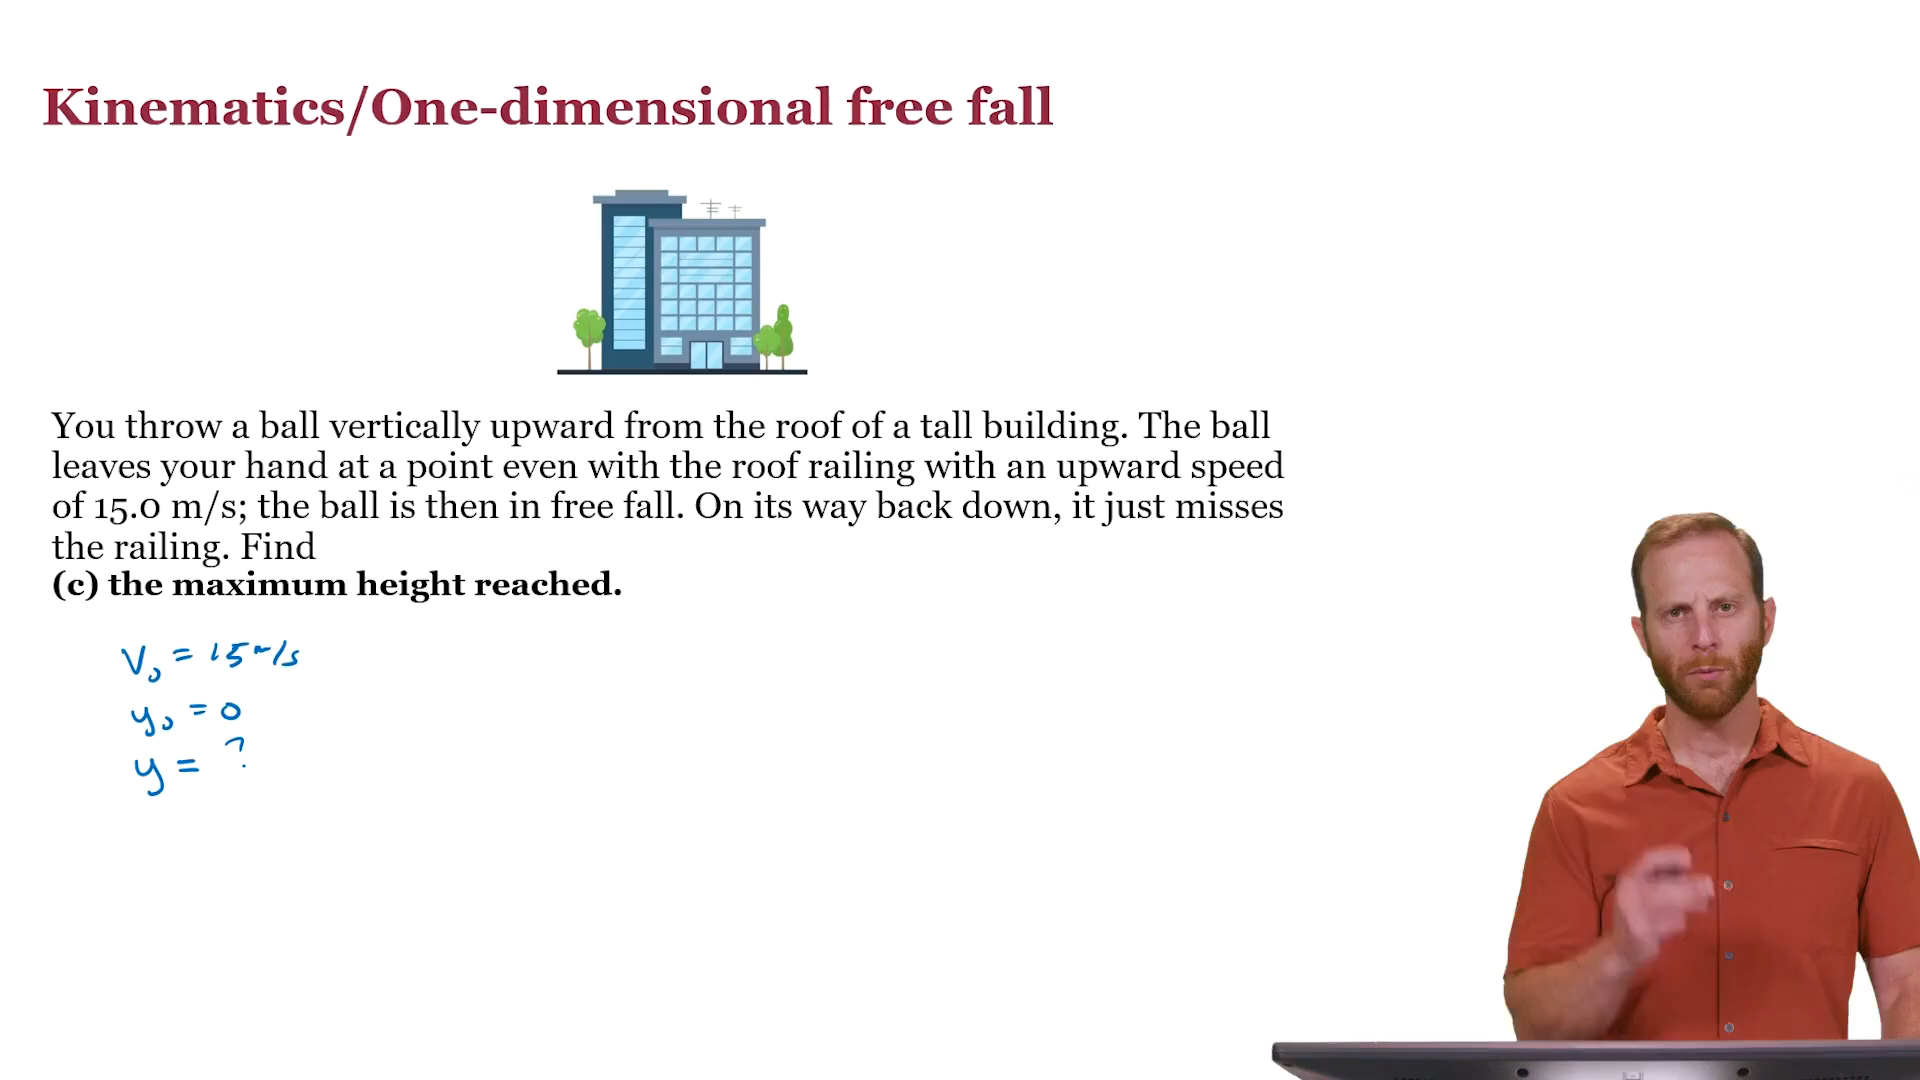 Kinematics/One-dimensional free fall
You throw a ball vertically upward from the roof of a tall building. The ball
leaves your hand at a point even with the roof railing with an upward speed
of 15.0 m/s; the ball is then in free fall. On its way back down, it just misses
the railing. Find
(c) the maximum height reached.
v₀ = 15 m/s
y₀ = 0
y = ?